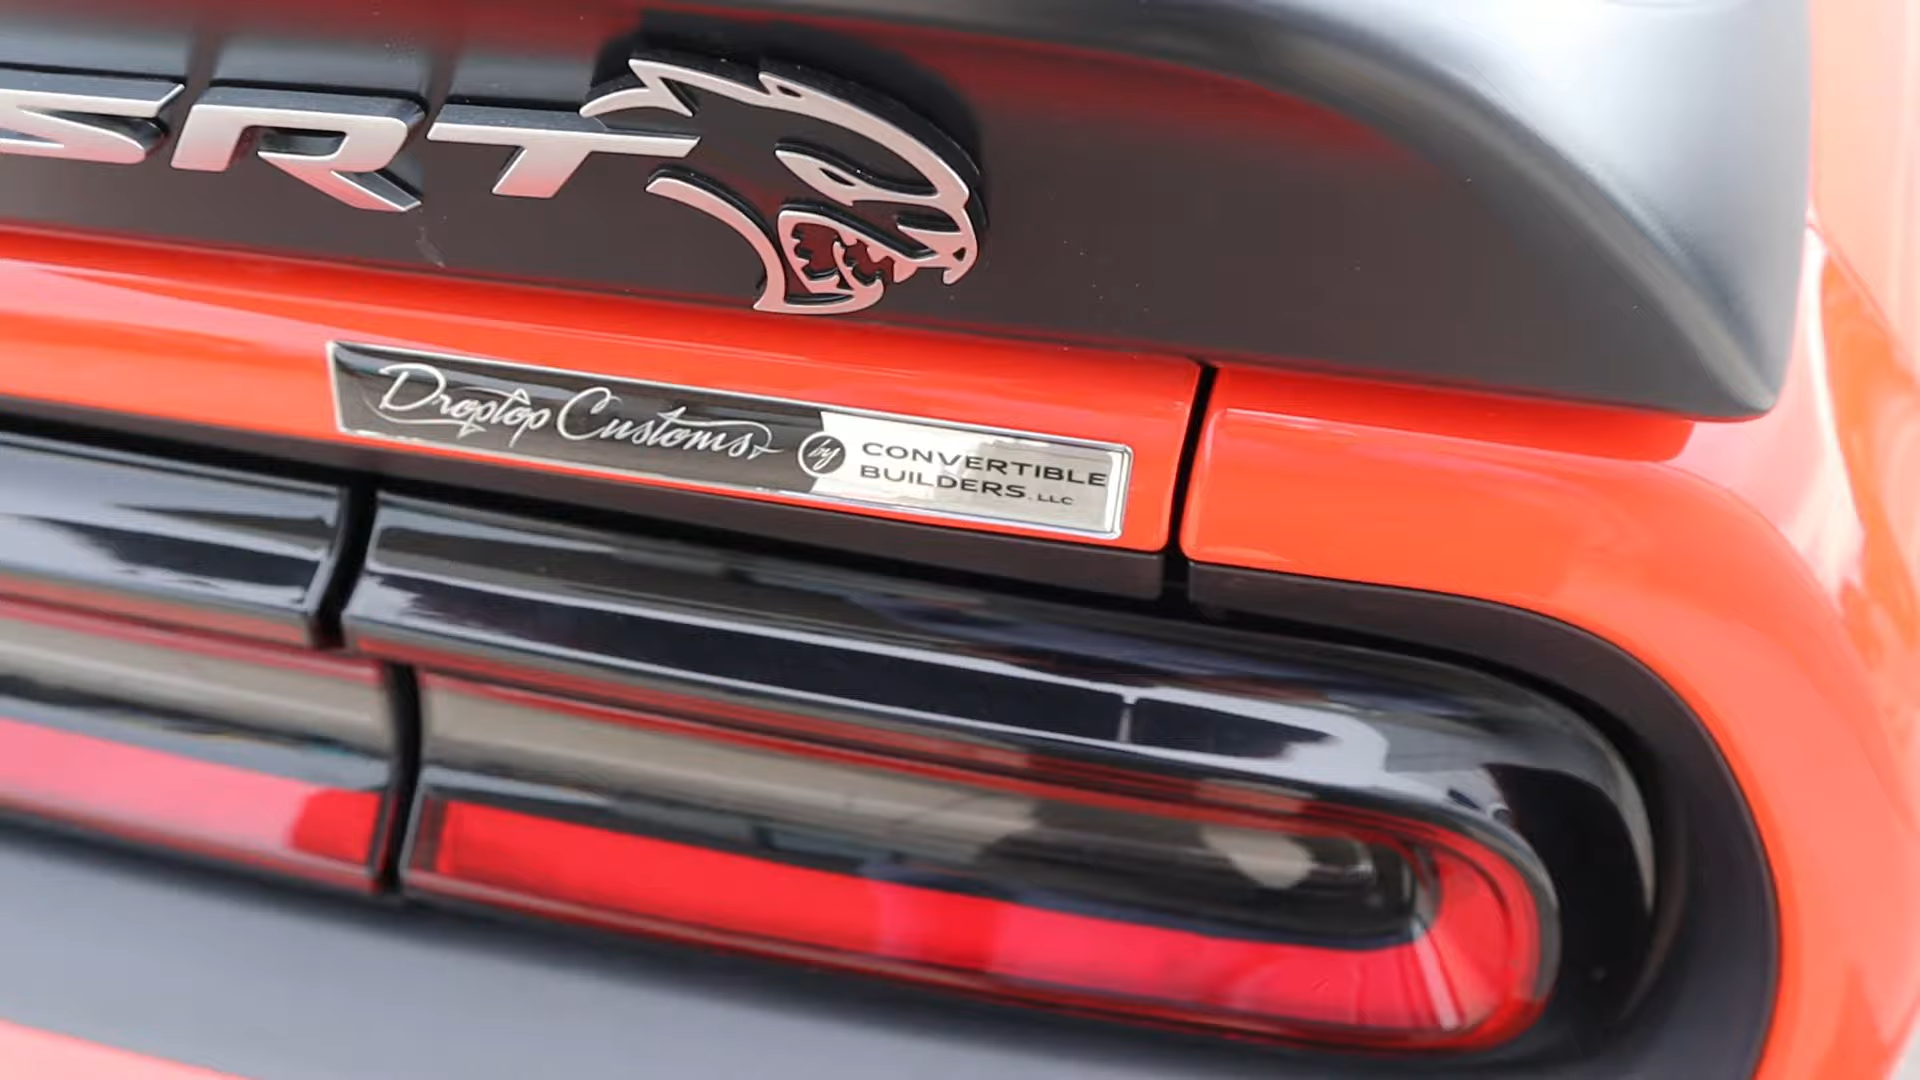 SRT
Droptop Customs
by
CONVERTIBLE
BUILDERS, LLC